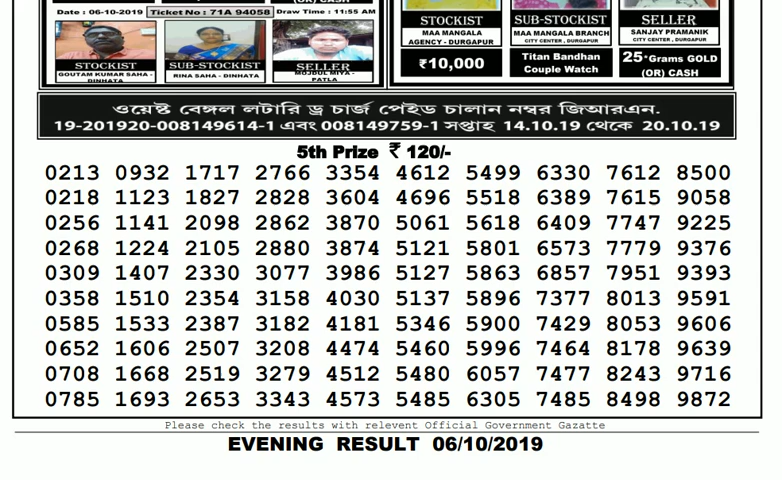 Date : 06-10-2019 Ticket No : 71A 94058 Draw Time : 11:55 AM
STOCKIST SUB-STOCKIST SELLER
GOUTAM KUMAR SAHA - DINHATA
RINA SAHA - DINHATA
MOJBUL MIYA - PATLA
STOCKIST SUB-STOCKIST SELLER
MAA MANGALA AGENCY - DURGAPUR
MAA MANGALA BRANCH CITY CENTER , DURGAPUR
SANJAY PRAMANIK CITY CENTER , DURGAPUR
₹10,000
Titan Bandhan Couple Watch
25*Grams GOLD (OR) CASH
ওয়েষ্ট বেঙ্গল লটারি ড্র চার্জ পেইড চালান নম্বর জিআরএন.
19-201920-008149614-1 এবং 008149759-1 সপ্তাহ 14.10.19 থেকে 20.10.19
5th Prize ₹ 120/-
0213 0932 1717 2766 3354 4612 5499 6330 7612 8500
0218 1123 1827 2828 3604 4696 5518 6389 7615 9058
0256 1141 2098 2862 3870 5061 5618 6409 7747 9225
0268 1224 2105 2880 3874 5121 5801 6573 7779 9376
0309 1407 2330 3077 3986 5127 5863 6857 7951 9393
0358 1510 2354 3158 4030 5137 5896 7377 8013 9591
0585 1533 2387 3182 4181 5346 5900 7429 8053 9606
0652 1606 2507 3208 4474 5460 5996 7464 8178 9639
0708 1668 2519 3279 4512 5480 6057 7477 8243 9716
0785 1693 2653 3343 4573 5485 6305 7485 8498 9872
Please check the results with relevent Official Government Gazatte
EVENING RESULT 06/10/2019